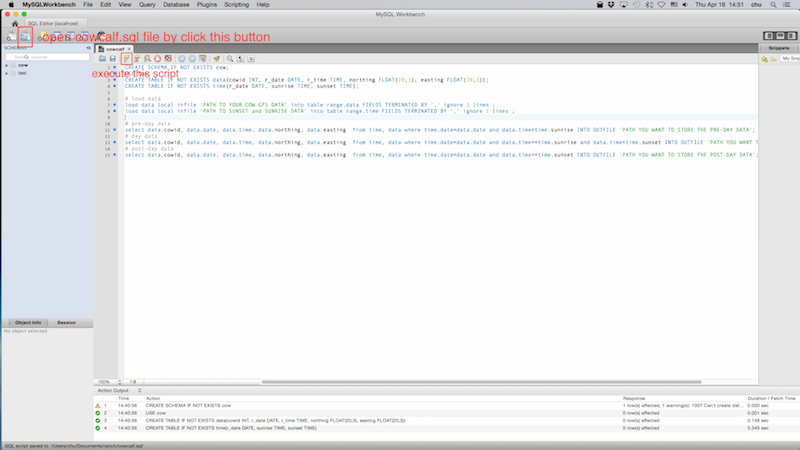 MySQLWorkbench File Edit View Query Database Plugins Scripting Help Thu Apr 16 14:51 chu
MySQL Workbench
SQL Editor (localhost)
open cowcalf.sql file by click this button
SCHEMAS
cowcalf
Snippets
My Snip
execute this script
cow
test
1 CREATE SCHEMA IF NOT EXISTS cow;
CREATE TABLE IF NOT EXISTS data(cowid INT, r_date DATE, r_time TIME, northing FLOAT(20,3), easting FLOAT(20,3));
4 CREATE TABLE IF NOT EXISTS time(r_date DATE, sunrise TIME, sunset TIME);
5
6 # load data
7 load data local infile 'PATH TO YOUR COW GPS DATA' into table range.data FIELDS TERMINATED BY ',' ignore 1 lines ;
8 load data local infile 'PATH TO SUNSET and SUNRISE DATA' into table range.time FIELDS TERMINATED BY ',' ignore 1 lines ;
9
10 # pre-day data
11 select data.cowid, data.date, data.time, data.northing, data.easting from time, data where time.date=data.date and data.time<time.sunrise INTO OUTFILE 'PATH YOU WANT TO STORE THE PRE-DAY DATA';
12 # day data
13 select data.cowid, data.date, data.time, data.northing, data.easting from time, data where time.date=data.date and data.time>=time.sunrise and data.time<time.sunset INTO OUTFILE 'PATH YOU WANT T
14 # post-day data
15 select data.cowid, data.date, data.time, data.northing, data.easting from time, data where time.date=data.date and data.time>=time.sunset INTO OUTFILE 'PATH YOU WANT TO STORE THE POST-DAY DATA';
Object Info Session
No object selected
100% 1:9
Action Output
Time Action Response Duration / Fetch Time
1 14:40:56 CREATE SCHEMA IF NOT EXISTS cow 1 row(s) affected, 1 warning(s): 1007 Can't create dat... 0.000 sec
2 14:40:56 USE cow 0 row(s) affected 0.001 sec
3 14:40:56 CREATE TABLE IF NOT EXISTS data(cowid INT, r_date DATE, r_time TIME, northing FLOAT(20,3), easting FLOAT(20,3)) 0 row(s) affected 0.148 sec
4 14:40:56 CREATE TABLE IF NOT EXISTS time(r_date DATE, sunrise TIME, sunset TIME) 0 row(s) affected 0.345 sec
SQL script saved to '/Users/chu/Documents/ranch/cowcalf.sql'